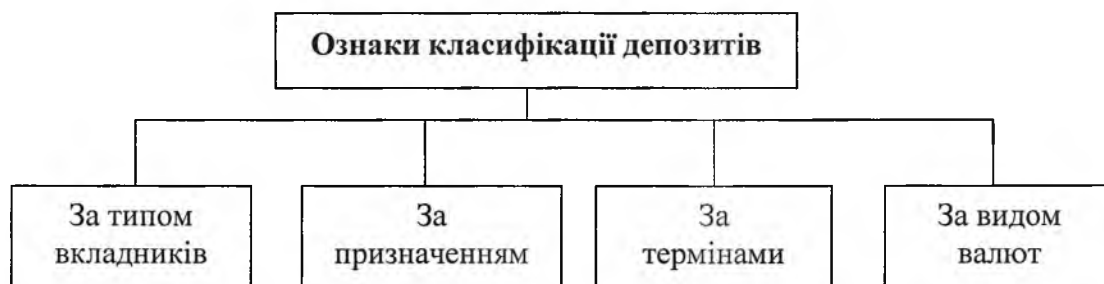 Ознаки класифікації депозитів
За типом
вкладників
За
призначенням
За
термінами
За видом
валют